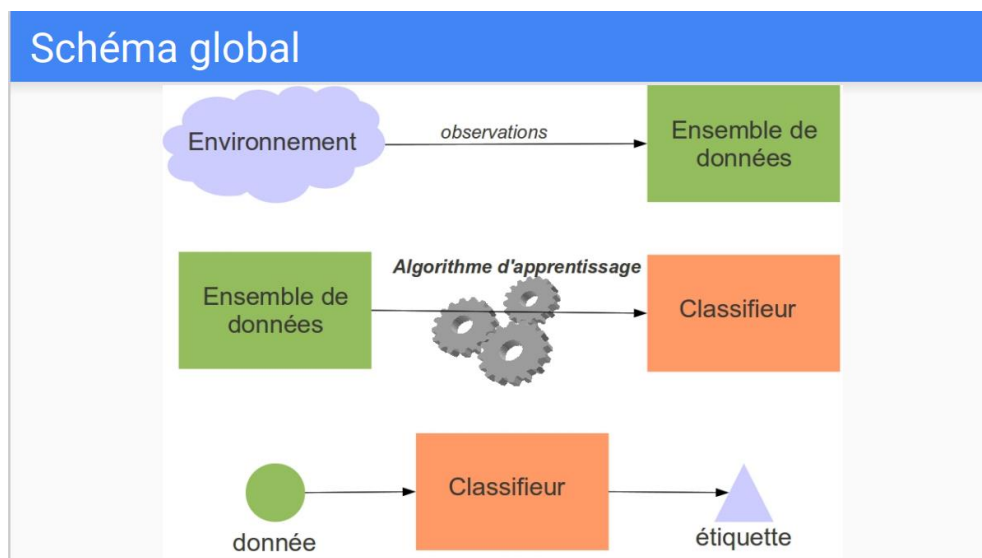 Schéma global
Environnement
observations
Ensemble de
données
Ensemble de
données
Algorithme d'apprentissage
Classifieur
donnée
Classifieur
étiquette